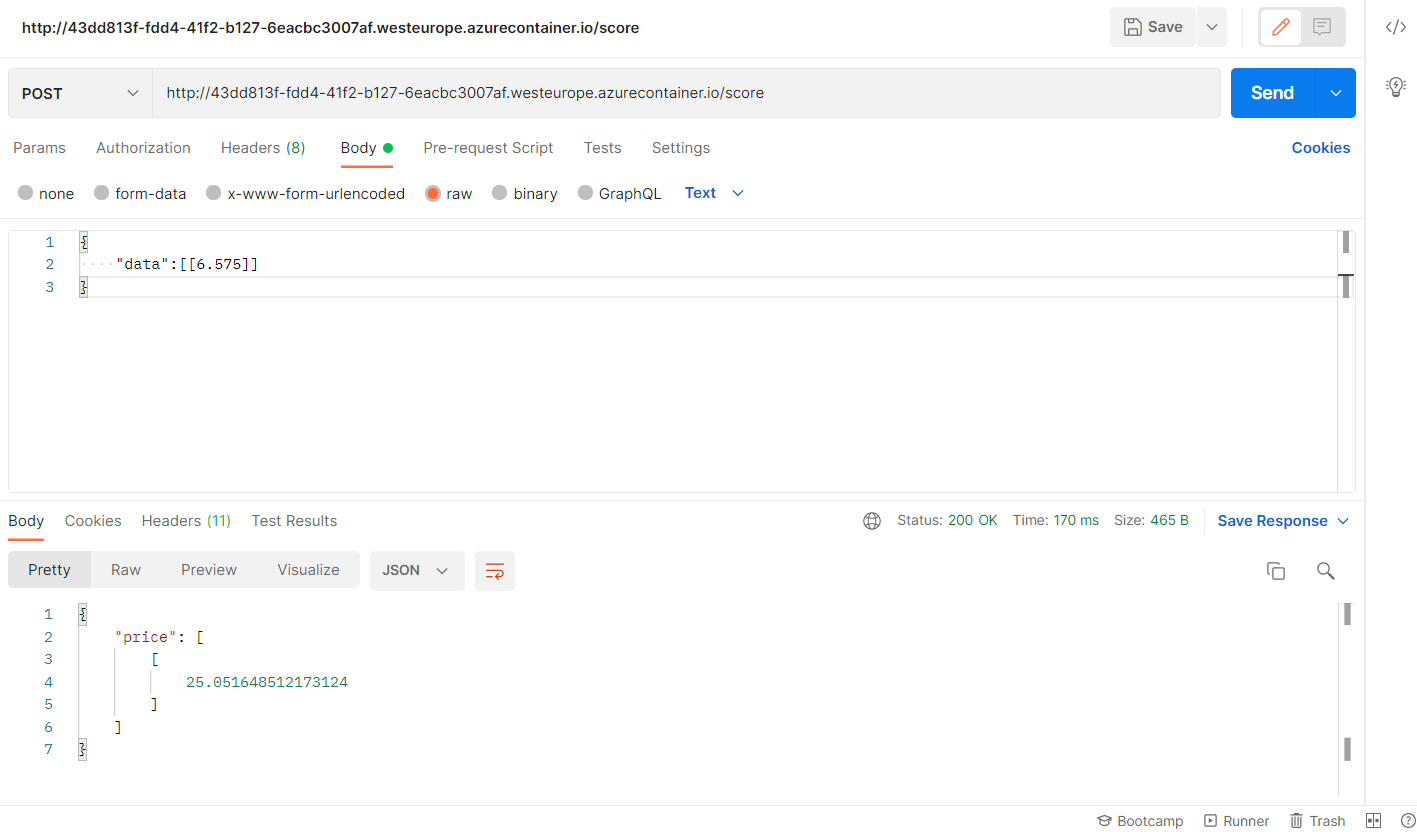 http://43dd813f-fdd4-41f2-b127-6eacbc3007af.westeurope.azurecontainer.io/score Save
POST http://43dd813f-fdd4-41f2-b127-6eacbc3007af.westeurope.azurecontainer.io/score Send
Params Authorization Headers (8) Body Pre-request Script Tests Settings Cookies
none form-data x-www-form-urlencoded raw binary GraphQL Text
1 {
2 ····"data":[[6.575]]
3 }
Body Cookies Headers (11) Test Results Status: 200 OK Time: 170 ms Size: 465 B Save Response
Pretty Raw Preview Visualize JSON
1 {
2 "price": [
3 [
4 25.051648512173124
5 ]
6 ]
7 }
Bootcamp Runner Trash